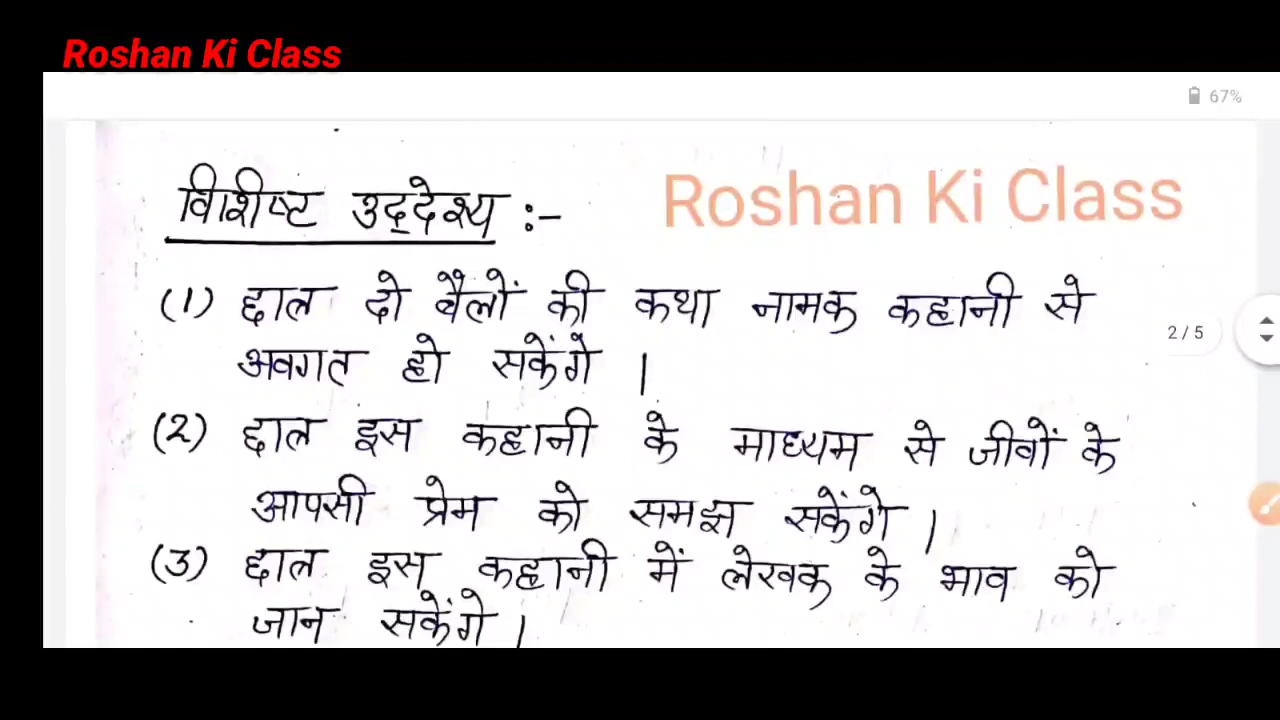 Roshan Ki Class
67%
विशिष्ट उद्देश्य :-
Roshan Ki Class
(1) छात्र दो बैलों की कथा नामक कहानी से
2 / 5
अवगत हो सकेंगे ।
(2) छात्र इस कहानी के माध्यम से जीवों के
आपसी प्रेम को समझ सकेंगे ।
(3) छात्र इस कहानी में लेखक के भाव को
जान सकेंगे ।